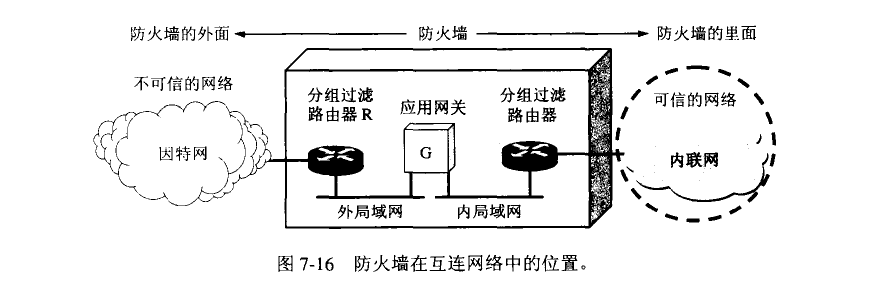 防火墙的外面 防火墙 防火墙的里面
不可信的网络
因特网
分组过滤
路由器 R
应用网关
G
分组过滤
路由器
可信的网络
内联网
外局域网
内局域网
图 7-16 防火墙在互连网络中的位置。